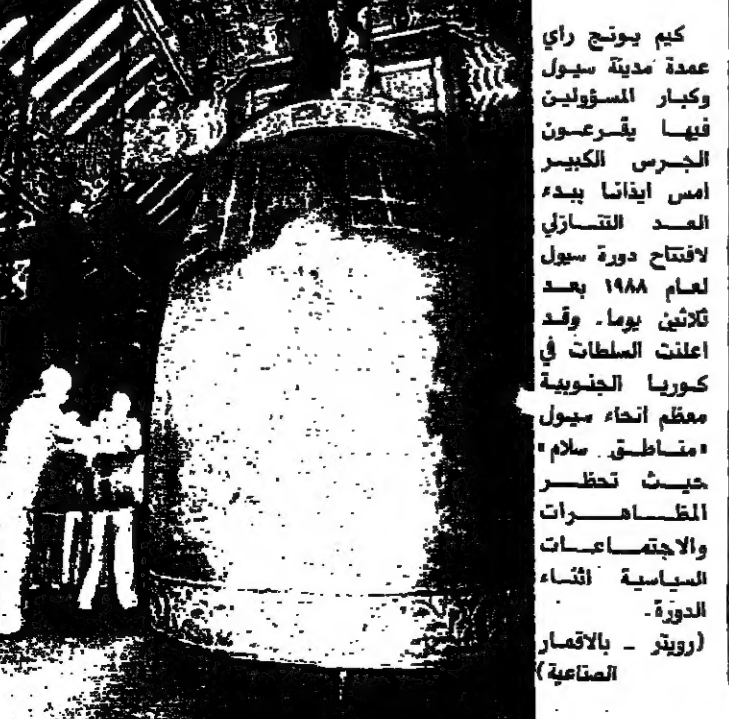 كيم يونج راي
عمدة مدينة سيول
وكبار المسؤولين
فيها يقرعون
الجرس الكبير
امس ايذانا ببدء
العد التنازلي
لافتتاح دورة سيول
لعام ١٩٨٨ بعد
ثلاثين يوما. وقد
اعلنت السلطات في
كوريا الجنوبية
معظم انحاء سيول
«مناطق سلام»
حيث تحظر
المظاهرات
والاجتماعات
السياسية اثناء
الدورة.
(رويتر - بالاقمار
الصناعية)